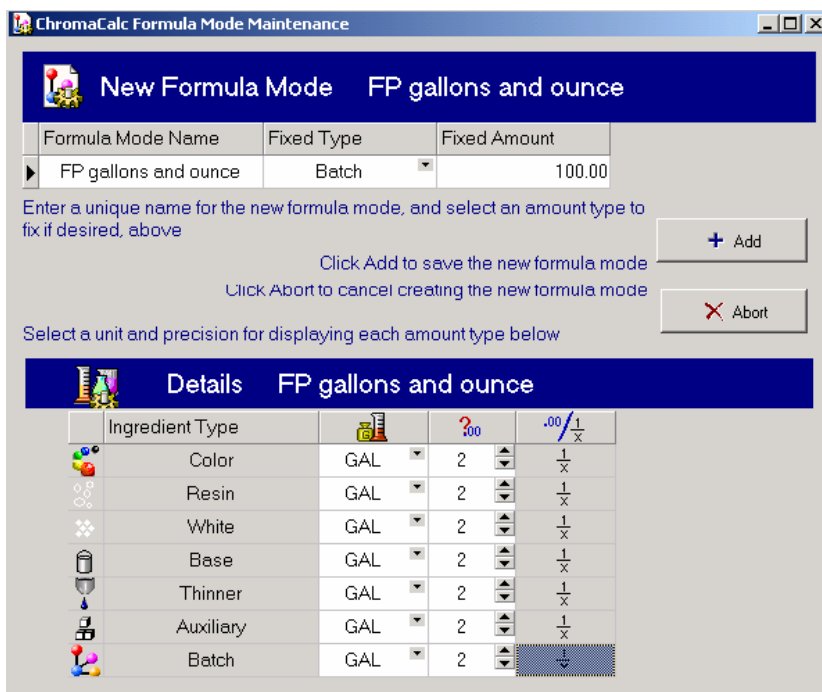 ChromaCalc Formula Mode Maintenance
New Formula Mode FP gallons and ounce
Formula Mode Name Fixed Type Fixed Amount
FP gallons and ounce Batch 100.00
Enter a unique name for the new formula mode, and select an amount type to
fix if desired, above
+ Add
Click Add to save the new formula mode
Click Abort to cancel creating the new formula mode
X Abort
Select a unit and precision for displaying each amount type below
Details FP gallons and ounce
Ingredient Type G ?.00 .00/1/x
Color GAL 2 1/x
Resin GAL 2 1/x
White GAL 2 1/x
Base GAL 2 1/x
Thinner GAL 2 1/x
Auxiliary GAL 2 1/x
Batch GAL 2